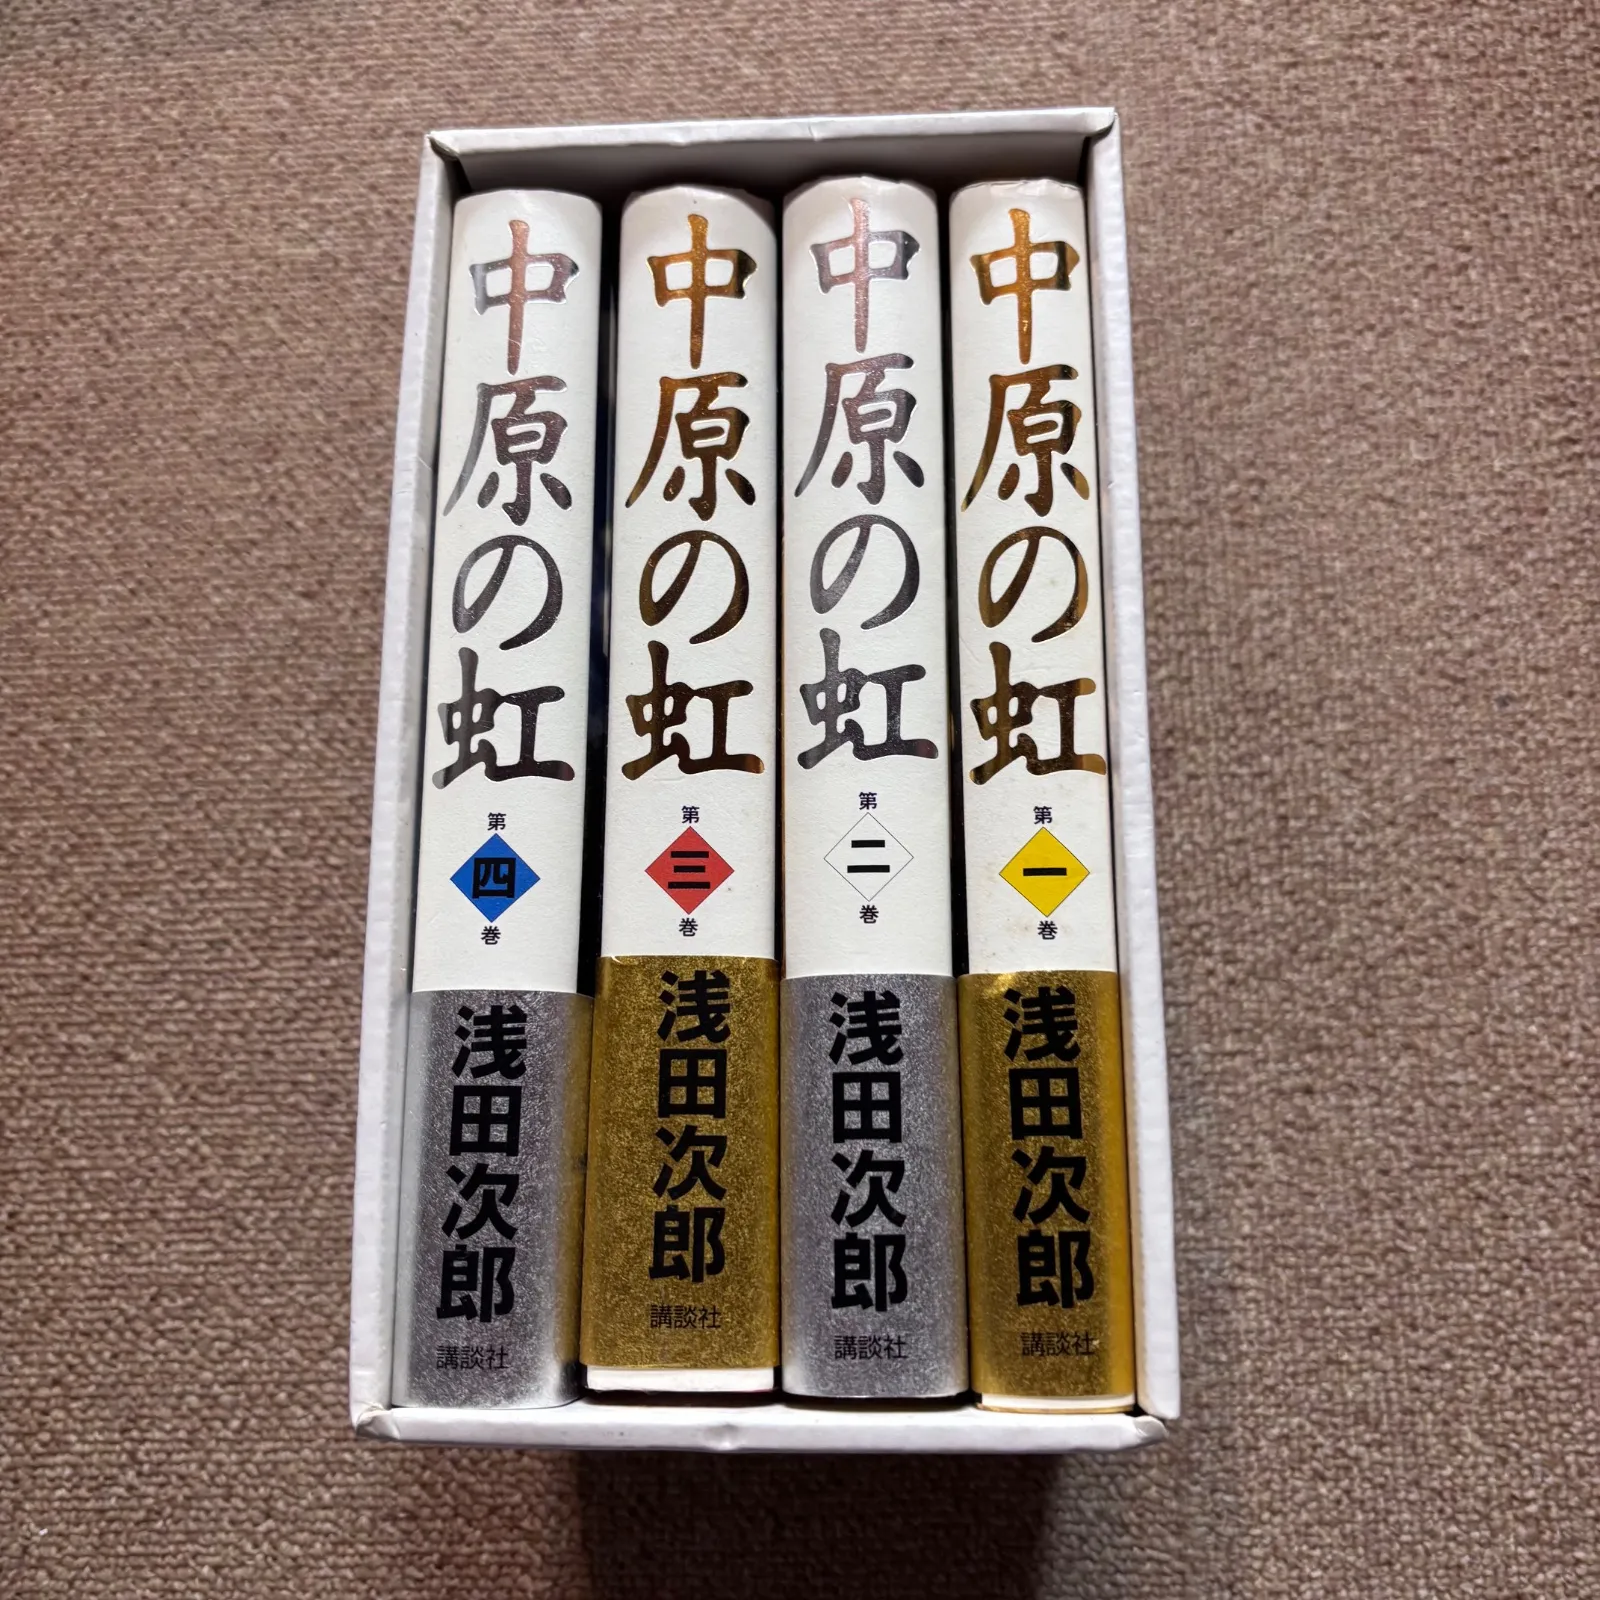 中原の虹
第一巻
浅田次郎
講談社
中原の虹
第二巻
浅田次郎
講談社
中原の虹
第三巻
浅田次郎
講談社
中原の虹
第四巻
浅田次郎
講談社